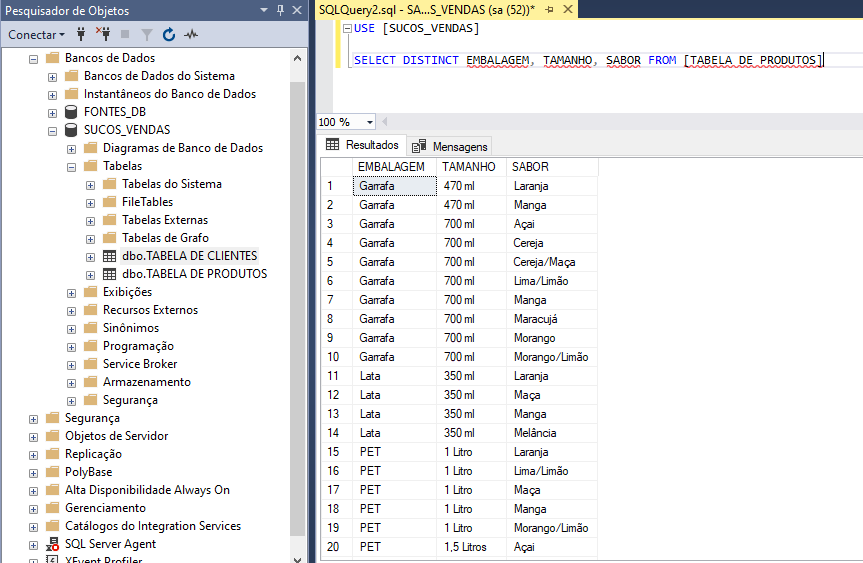 Pesquisador de Objetos
Conectar
Bancos de Dados
Bancos de Dados do Sistema
Instantâneos do Banco de Dados
FONTES_DB
SUCOS_VENDAS
Diagramas de Banco de Dados
Tabelas
Tabelas do Sistema
FileTables
Tabelas Externas
Tabelas de Grafo
dbo.TABELA DE CLIENTES
dbo.TABELA DE PRODUTOS
Exibições
Recursos Externos
Sinônimos
Programação
Service Broker
Armazenamento
Segurança
Segurança
Objetos de Servidor
Replicação
PolyBase
Alta Disponibilidade Always On
Gerenciamento
Catálogos do Integration Services
SQL Server Agent
XEvent Profiler
SQLQuery2.sql - SA...S_VENDAS (sa (52))*
USE [SUCOS_VENDAS]
SELECT DISTINCT EMBALAGEM, TAMANHO, SABOR FROM [TABELA DE PRODUTOS]
100 %
Resultados Mensagens
EMBALAGEM TAMANHO SABOR
1 Garrafa 470 ml Laranja
2 Garrafa 470 ml Manga
3 Garrafa 700 ml Açai
4 Garrafa 700 ml Cereja
5 Garrafa 700 ml Cereja/Maça
6 Garrafa 700 ml Lima/Limão
7 Garrafa 700 ml Manga
8 Garrafa 700 ml Maracujá
9 Garrafa 700 ml Morango
10 Garrafa 700 ml Morango/Limão
11 Lata 350 ml Laranja
12 Lata 350 ml Maça
13 Lata 350 ml Manga
14 Lata 350 ml Melância
15 PET 1 Litro Laranja
16 PET 1 Litro Lima/Limão
17 PET 1 Litro Maça
18 PET 1 Litro Manga
19 PET 1 Litro Morango/Limão
20 PET 1,5 Litros Açai